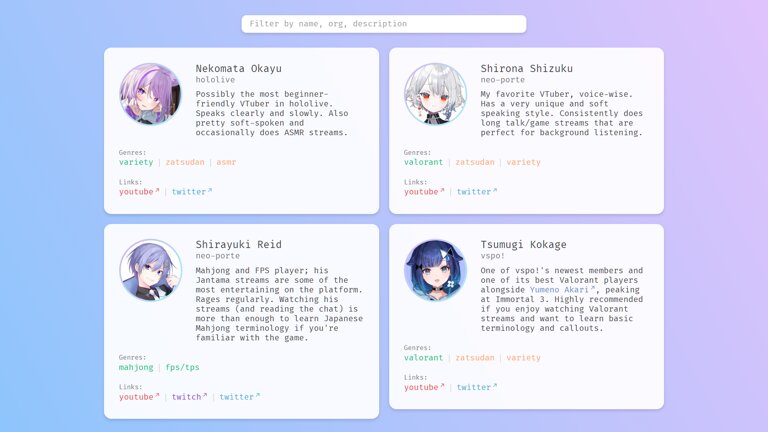 Filter by name, org, description
Nekomata Okayu
hololive
Possibly the most beginner-
friendly VTuber in hololive.
Speaks clearly and slowly. Also
pretty soft-spoken and
occasionally does ASMR streams.
Genres:
variety | zatsudan | asmr
Links:
youtube↗ | twitter↗
Shirona Shizuku
neo-porte
My favorite VTuber, voice-wise.
Has a very unique and soft
speaking style. Consistently does
long talk/game streams that are
perfect for background listening.
Genres:
valorant | zatsudan | variety
Links:
youtube↗ | twitter↗
Shirayuki Reid
neo-porte
Mahjong and FPS player; his
Jantama streams are some of the
most entertaining on the platform.
Rages regularly. Watching his
streams (and reading the chat) is
more than enough to learn Japanese
Mahjong terminology if you're
familiar with the game.
Genres:
mahjong | fps/tps
Links:
youtube↗ | twitch↗ | twitter↗
Tsumugi Kokage
vspo!
One of vspo!'s newest members and
one of its best Valorant players
alongside Yumeno Akari↗, peaking
at Immortal 3. Highly recommended
if you enjoy watching Valorant
streams and want to learn basic
terminology and callouts.
Genres:
valorant | zatsudan | variety
Links:
youtube↗ | twitter↗